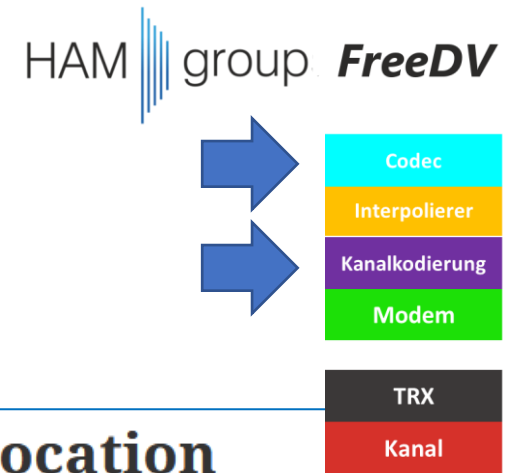 HAM group FreeDV
Codec
Interpolierer
Kanalkodierung
Modem
TRX
ocation
Kanal